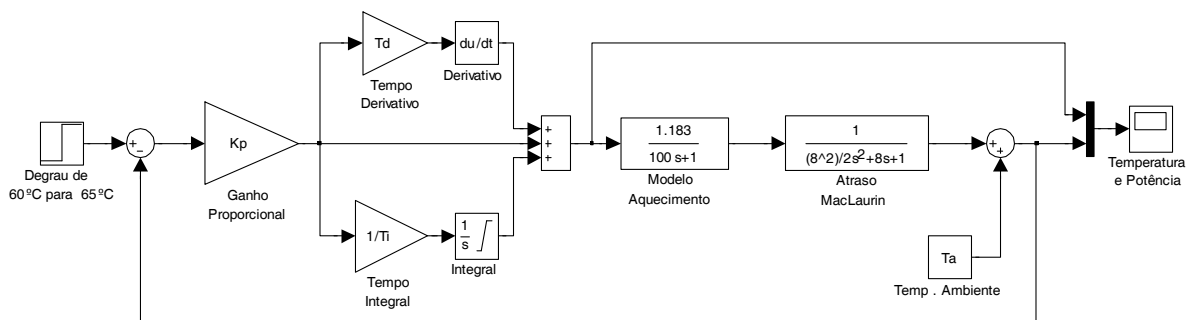 Td
Tempo
Derivativo
du/dt
Derivativo
Degrau de
60ºC para 65ºC
+
−
Kp
Ganho
Proporcional
1/Ti
Tempo
Integral
1
s
Integral
+
+
+
1.183
100 s+1
Modelo
Aquecimento
1
(8^2)/2s²+8s+1
Atraso
MacLaurin
+
+
Ta
Temp . Ambiente
Temperatura
e Potência